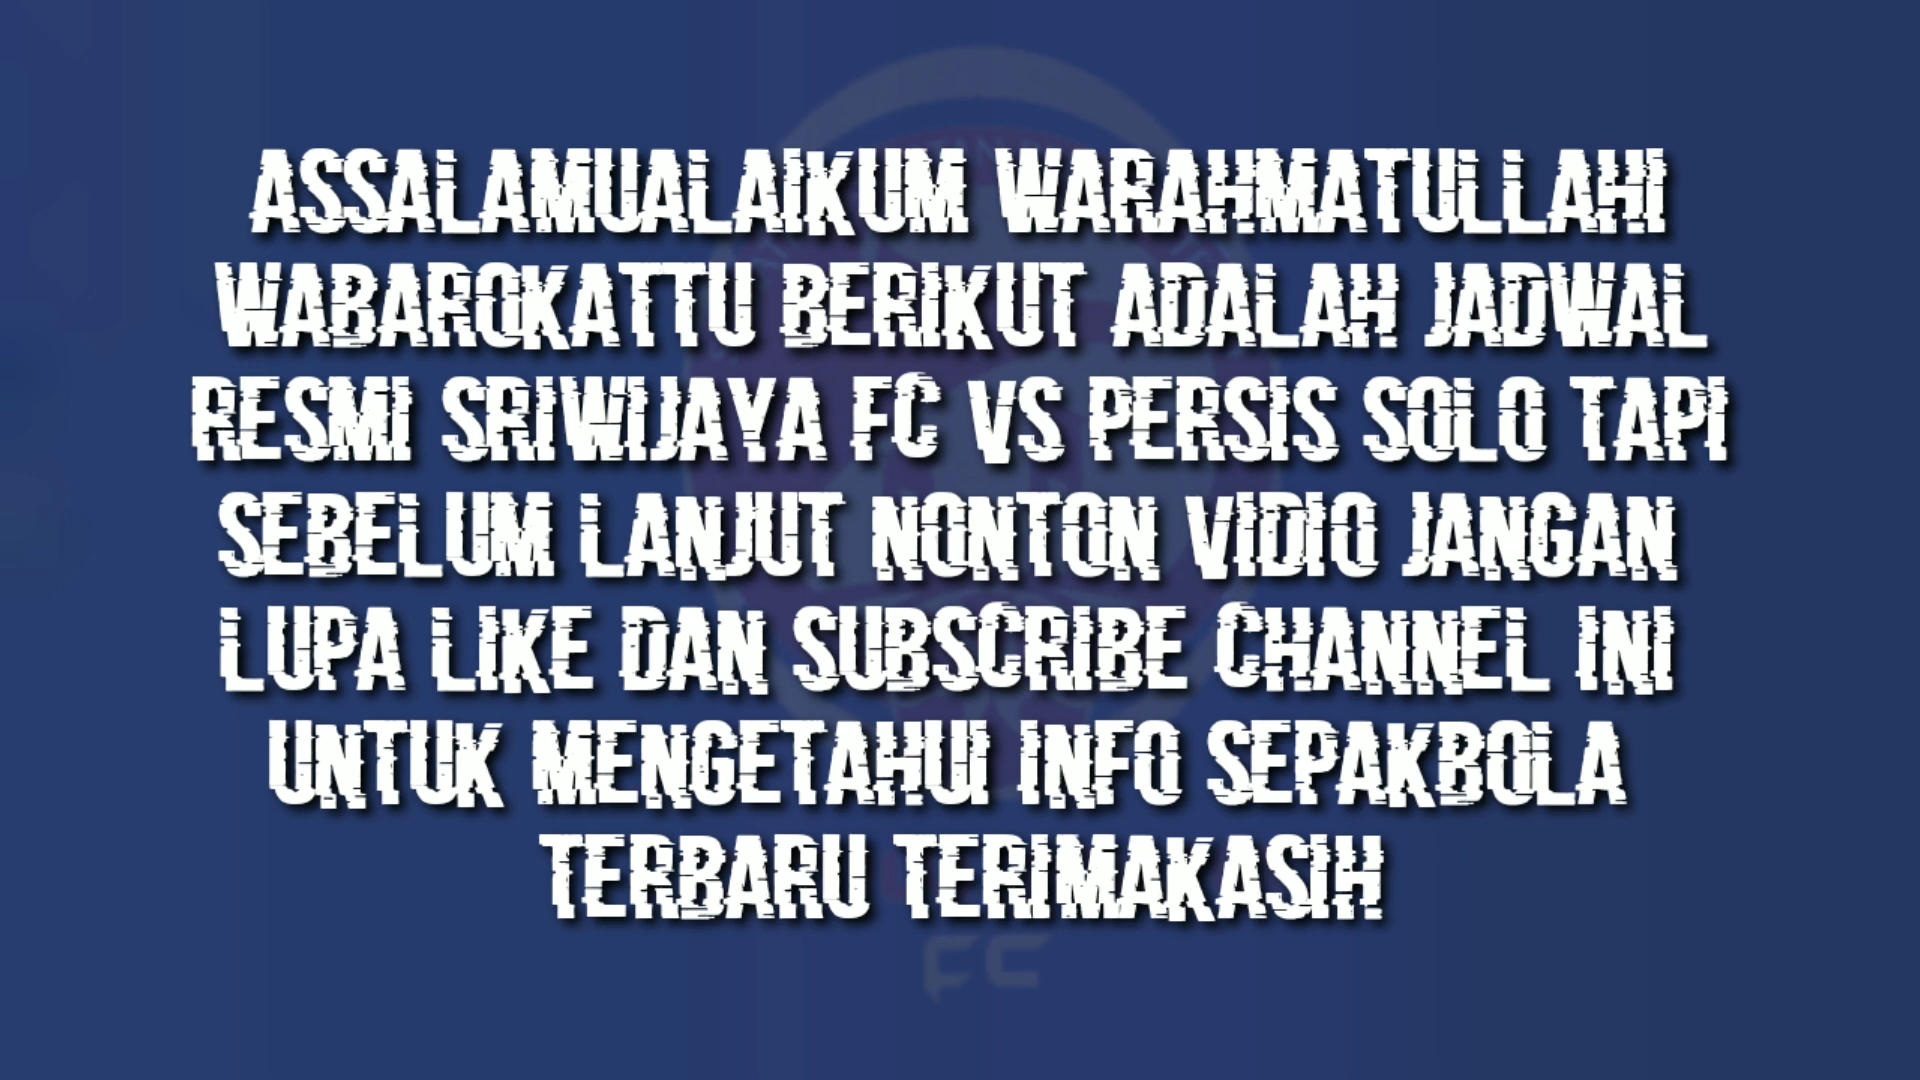 ASSALAMUALAIKUM WARAHMATULLAHI
WABAROKATTU BERIKUT ADALAH JADWAL
RESMI SRIWIJAYA FC VS PERSIS SOLO TAPI
SEBELUM LANJUT NONTON VIDIO JANGAN
LUPA LIKE DAN SUBSCRIBE CHANNEL INI
UNTUK MENGETAHUI INFO SEPAKBOLA
TERBARU TERIMAKASIH
FC